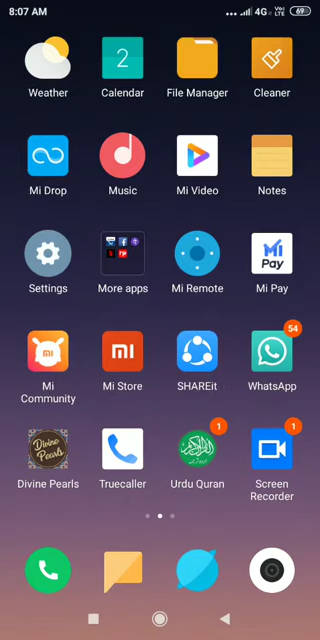 8:07 AM
4G
Vo)
LTE
69
2
Weather
Calendar
File Manager
Cleaner
Mi Drop
Music
Mi Video
Notes
Mi
Pay
Settings
More apps
Mi Remote
Mi Pay
54
Mi
Community
Mi Store
SHAREit
WhatsApp
1
1
Divine
Pearls
Divine Pearls
Truecaller
Urdu Quran
Screen
Recorder